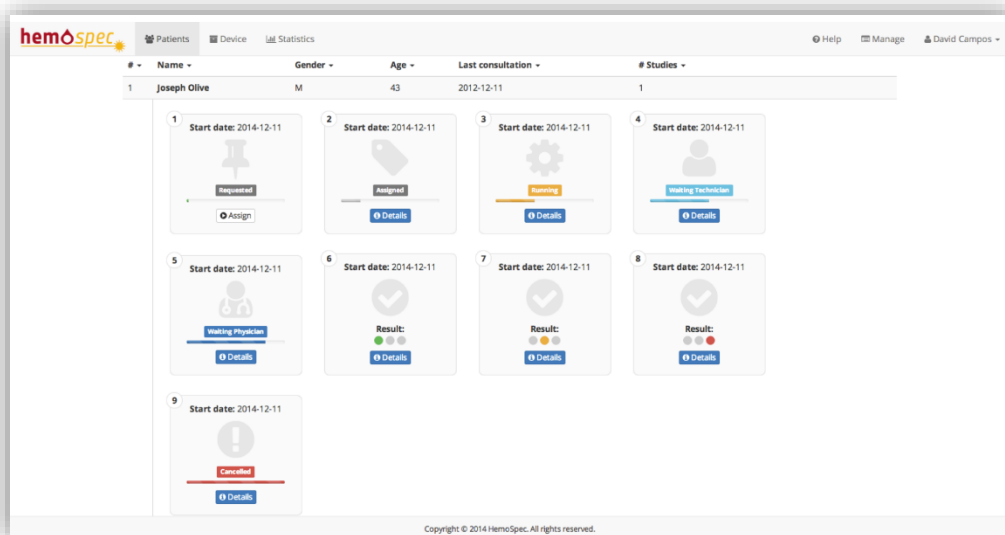 hemospec Patients Device Statistics Help Manage David Campos
# Name Gender Age Last consultation # Studies
1 Joseph Olive M 43 2012-12-11 1
1 2 3 4
Start date: 2014-12-11 Start date: 2014-12-11 Start date: 2014-12-11 Start date: 2014-12-11
Requested Assigned Running Waiting Technician
Assign Details Details Details
5 6 7 8
Start date: 2014-12-11 Start date: 2014-12-11 Start date: 2014-12-11 Start date: 2014-12-11
Waiting Physician Result: Result: Result:
Details Details Details Details
9
Start date: 2014-12-11
Cancelled
Details
Copyright © 2014 HemoSpec. All rights reserved.